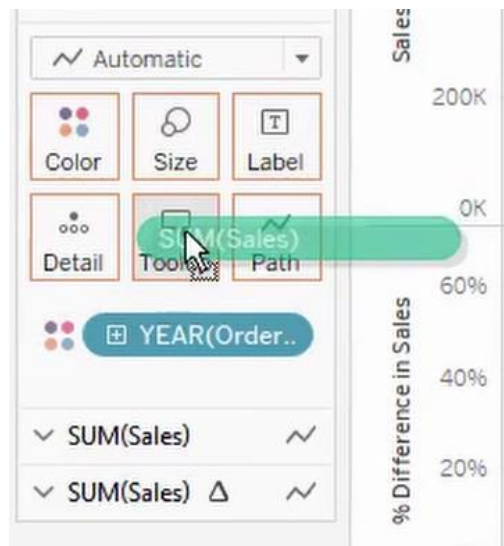 Sales
Automatic
200K
Color Size Label
T
0K
SUM(Sales)
Detail Tool Path
60%
YEAR(Order..
% Difference in Sales
40%
SUM(Sales)
20%
SUM(Sales) Δ